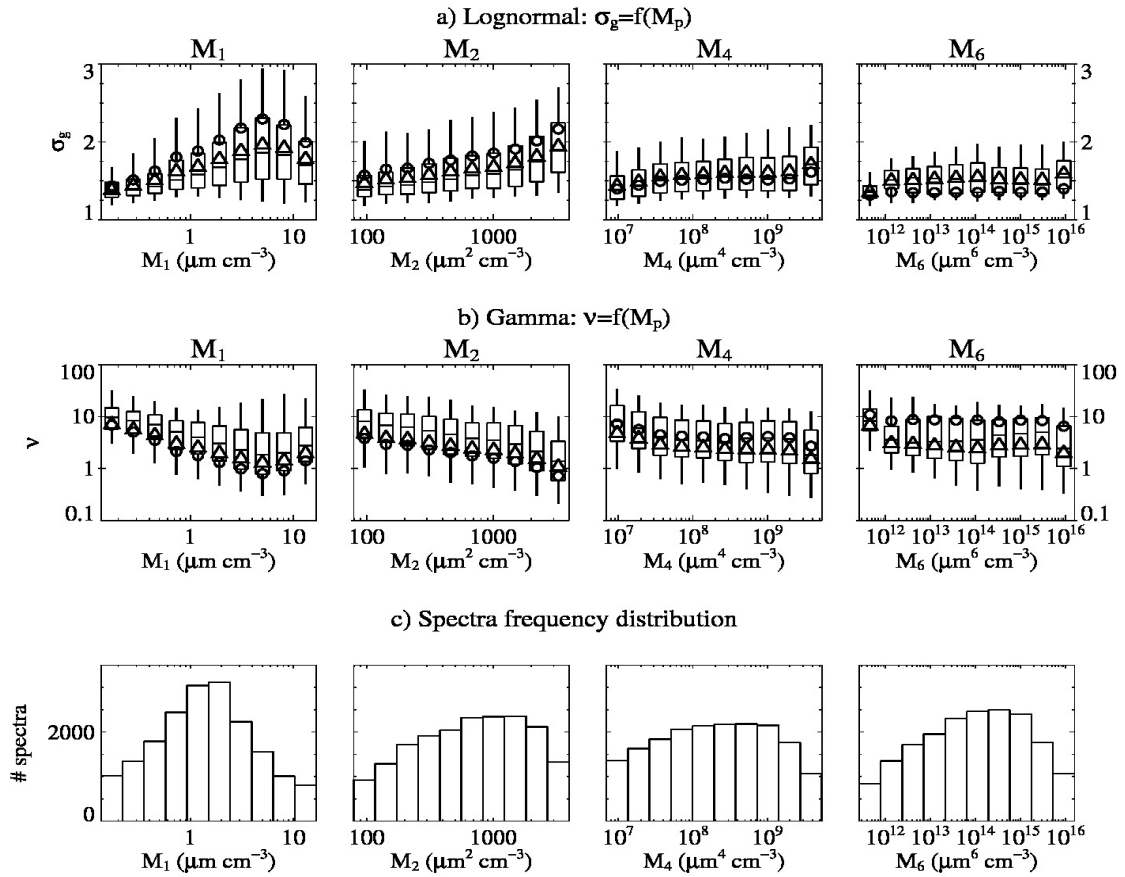 a) Lognormal: σg=f(Mp)
M1 M2 M4 M6
3 3
2 2
1 1
σg
1 10 100 1000 10⁷ 10⁸ 10⁹ 10¹² 10¹³ 10¹⁴ 10¹⁵ 10¹⁶
M1 (μm cm⁻³) M2 (μm² cm⁻³) M4 (μm⁴ cm⁻³) M6 (μm⁶ cm⁻³)
b) Gamma: ν=f(Mp)
M1 M2 M4 M6
100 100
10 10
ν
1 1
0.1 0.1
1 10 100 1000 10⁷ 10⁸ 10⁹ 10¹² 10¹³ 10¹⁴ 10¹⁵ 10¹⁶
M1 (μm cm⁻³) M2 (μm² cm⁻³) M4 (μm⁴ cm⁻³) M6 (μm⁶ cm⁻³)
c) Spectra frequency distribution
# spectra
2000
0
1 10 100 1000 10⁷ 10⁸ 10⁹ 10¹² 10¹³ 10¹⁴ 10¹⁵ 10¹⁶
M1 (μm cm⁻³) M2 (μm² cm⁻³) M4 (μm⁴ cm⁻³) M6 (μm⁶ cm⁻³)